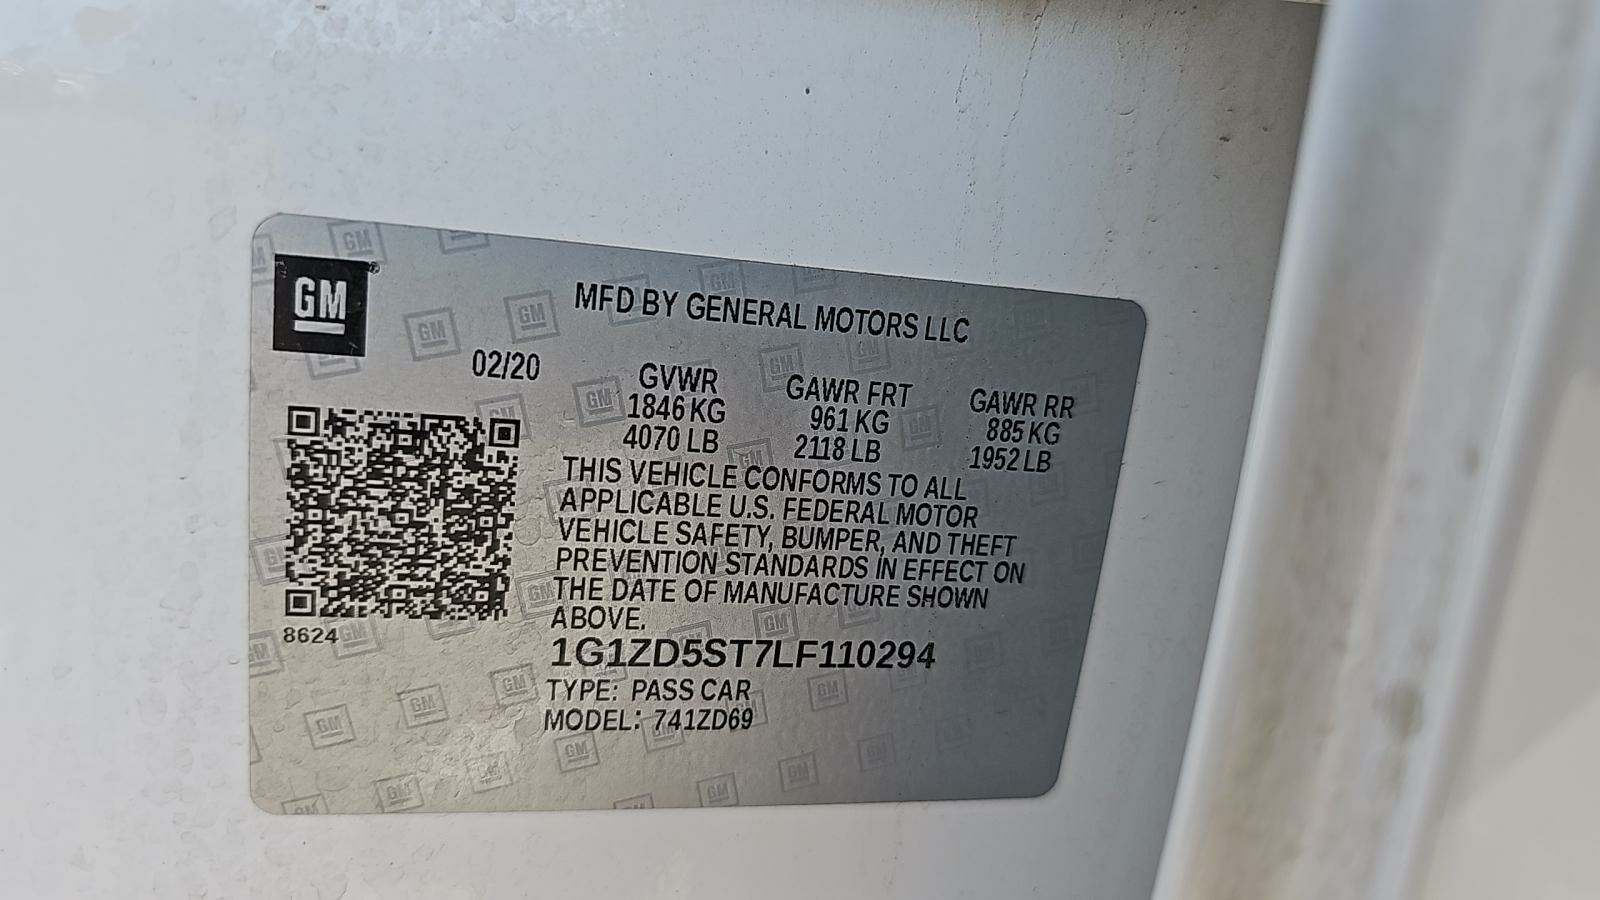 GM
MFD BY GENERAL MOTORS LLC
02/20
GVWR GAWR FRT GAWR RR
1846 KG 961 KG 885 KG
4070 LB 2118 LB 1952 LB
THIS VEHICLE CONFORMS TO ALL
APPLICABLE U.S. FEDERAL MOTOR
VEHICLE SAFETY, BUMPER, AND THEFT
PREVENTION STANDARDS IN EFFECT ON
THE DATE OF MANUFACTURE SHOWN
ABOVE.
8624
1G1ZD5ST7LF110294
TYPE: PASS CAR
MODEL: 741ZD69